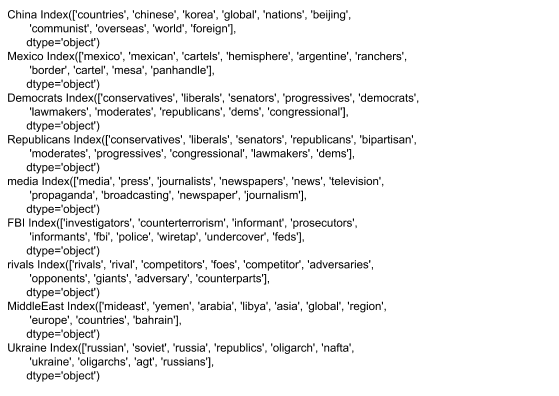 China Index(['countries', 'chinese', 'korea', 'global', 'nations', 'beijing',
'communist', 'overseas', 'world', 'foreign'],
dtype='object')
Mexico Index(['mexico', 'mexican', 'cartels', 'hemisphere', 'argentine', 'ranchers',
'border', 'cartel', 'mesa', 'panhandle'],
dtype='object')
Democrats Index(['conservatives', 'liberals', 'senators', 'progressives', 'democrats',
'lawmakers', 'moderates', 'republicans', 'dems', 'congressional'],
dtype='object')
Republicans Index(['conservatives', 'liberals', 'senators', 'republicans', 'bipartisan',
'moderates', 'progressives', 'congressional', 'lawmakers', 'dems'],
dtype='object')
media Index(['media', 'press', 'journalists', 'newspapers', 'news', 'television',
'propaganda', 'broadcasting', 'newspaper', 'journalism'],
dtype='object')
FBI Index(['investigators', 'counterterrorism', 'informant', 'prosecutors',
'informants', 'fbi', 'police', 'wiretap', 'undercover', 'feds'],
dtype='object')
rivals Index(['rivals', 'rival', 'competitors', 'foes', 'competitor', 'adversaries',
'opponents', 'giants', 'adversary', 'counterparts'],
dtype='object')
MiddleEast Index(['mideast', 'yemen', 'arabia', 'libya', 'asia', 'global', 'region',
'europe', 'countries', 'bahrain'],
dtype='object')
Ukraine Index(['russian', 'soviet', 'russia', 'republics', 'oligarch', 'nafta',
'ukraine', 'oligarchs', 'agt', 'russians'],
dtype='object')